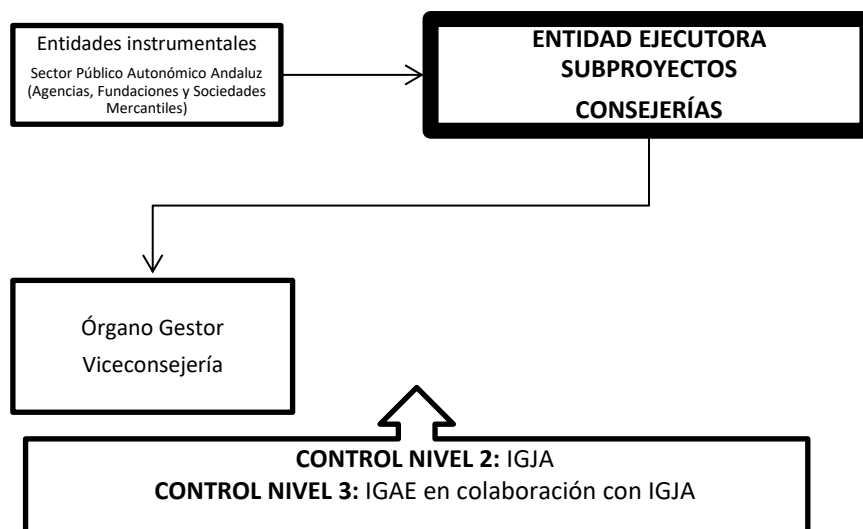 Entidades instrumentales
Sector Público Autonómico Andaluz
(Agencias, Fundaciones y Sociedades
Mercantiles)
ENTIDAD EJECUTORA
SUBPROYECTOS
CONSEJERÍAS
Órgano Gestor
Viceconsejería
CONTROL NIVEL 2: IGJA
CONTROL NIVEL 3: IGAE en colaboración con IGJA